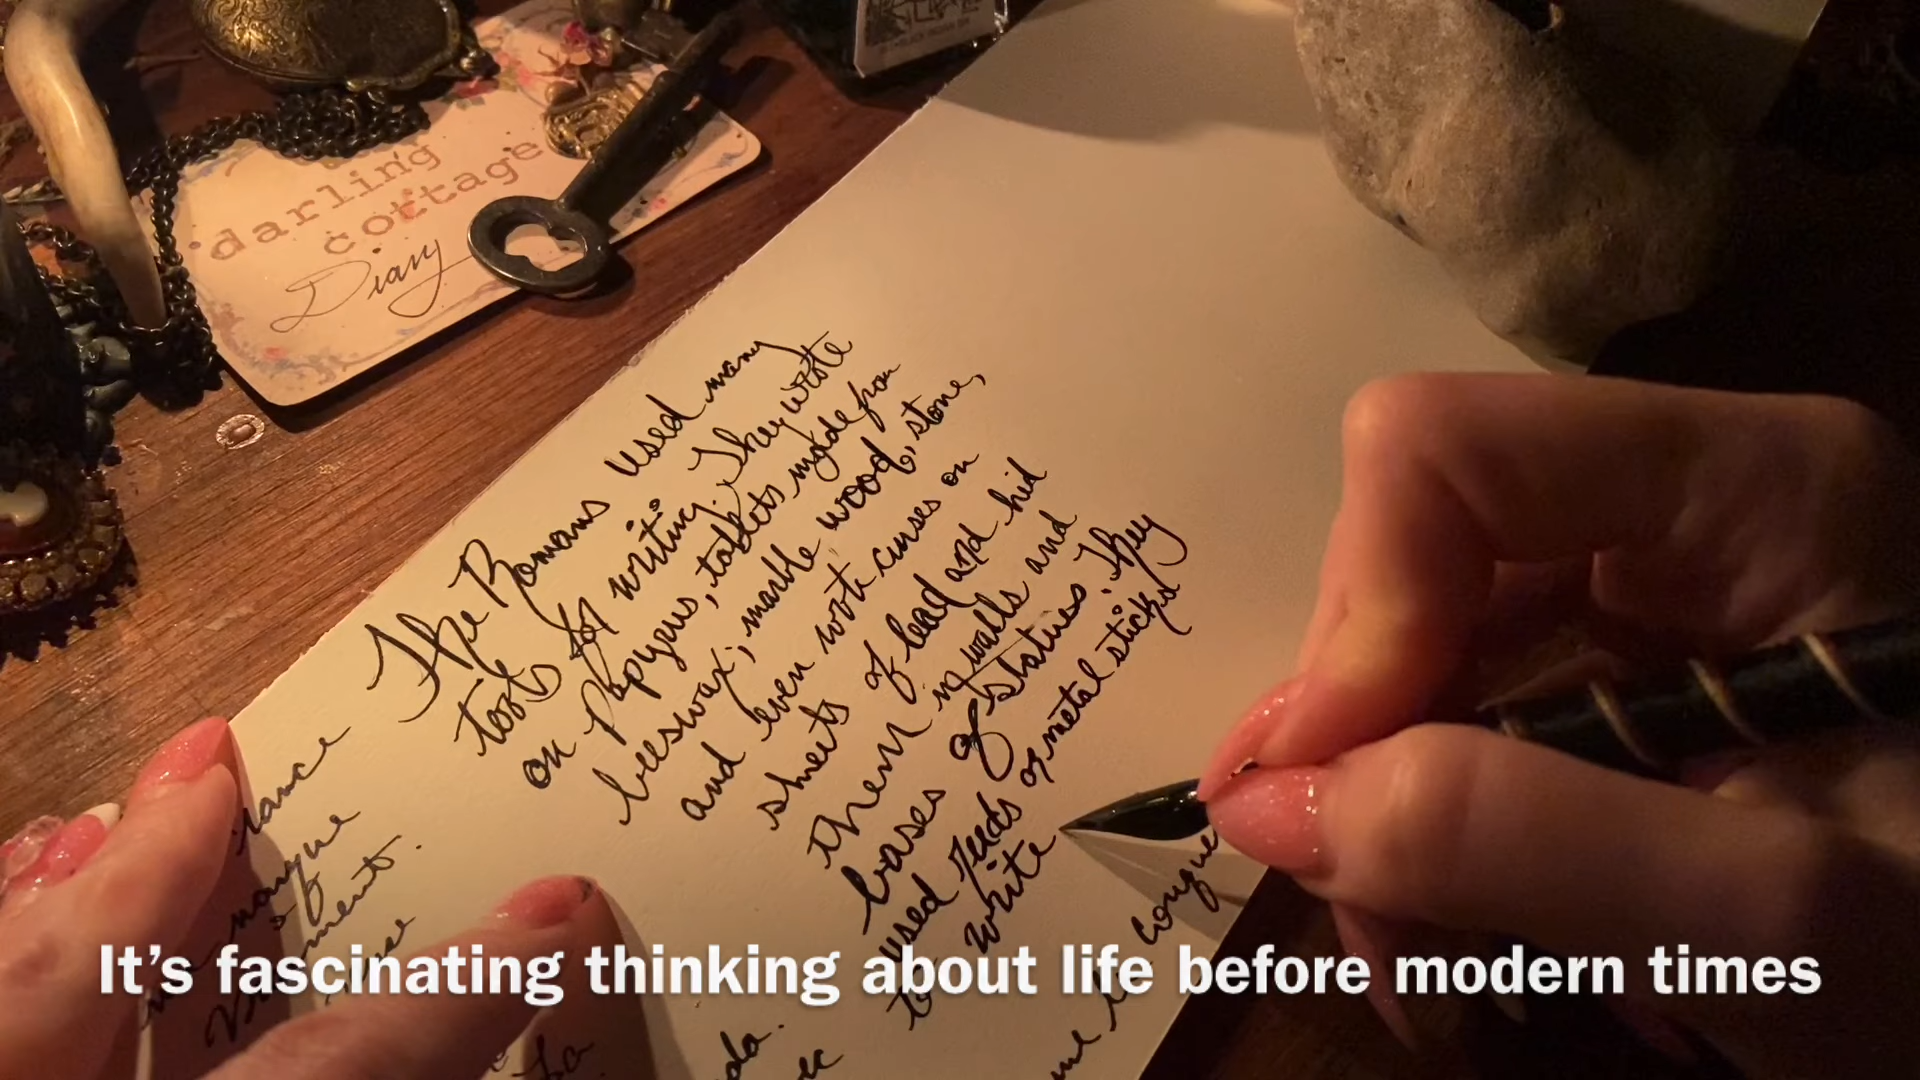 darling
cottage
Diary
The Romans used many
tools for writing. They wrote
on papyrus, tablets made from
beeswax; marble wood, stone,
and even wrote curses on
sheets of lead and hid
them in walls and
bases of statues. They
used reeds or metal sticks
to write
ment.
It's fascinating thinking about life before modern times